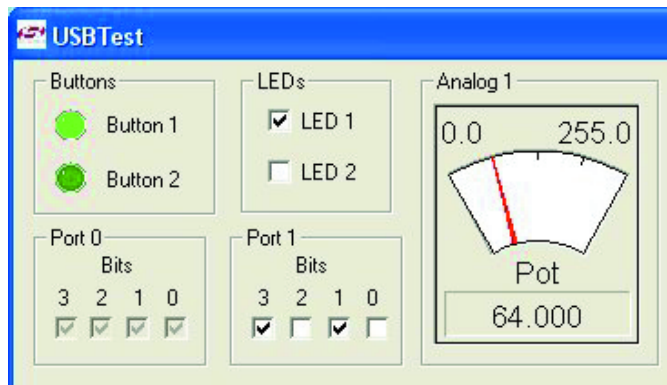 USBTest
Buttons
Button 1
Button 2
LEDs
LED 1
LED 2
Analog 1
0.0 255.0
Pot
64.000
Port 0
Bits
3 2 1 0
Port 1
Bits
3 2 1 0